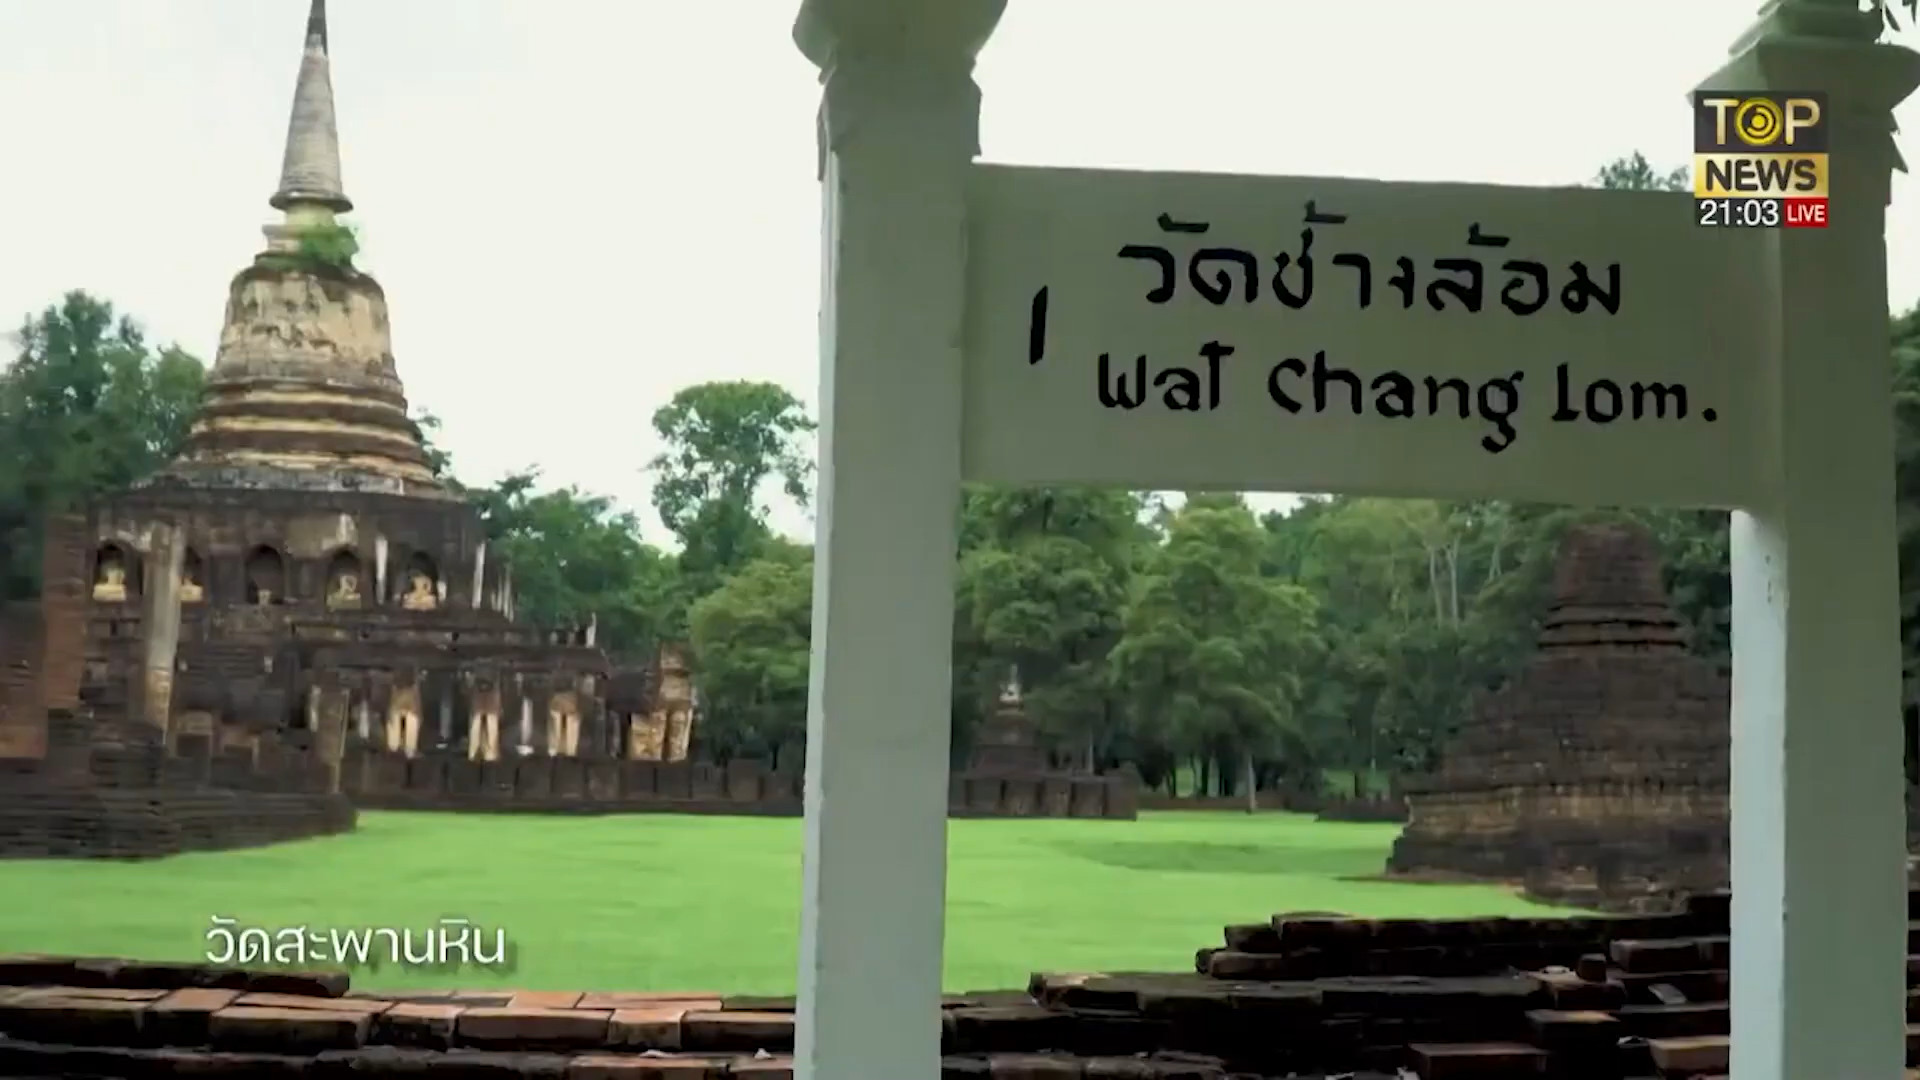 TOP
NEWS
21:03 LIVE
วัดช้างล้อม
Wat Chang Lom.
วัดสะพานหิน